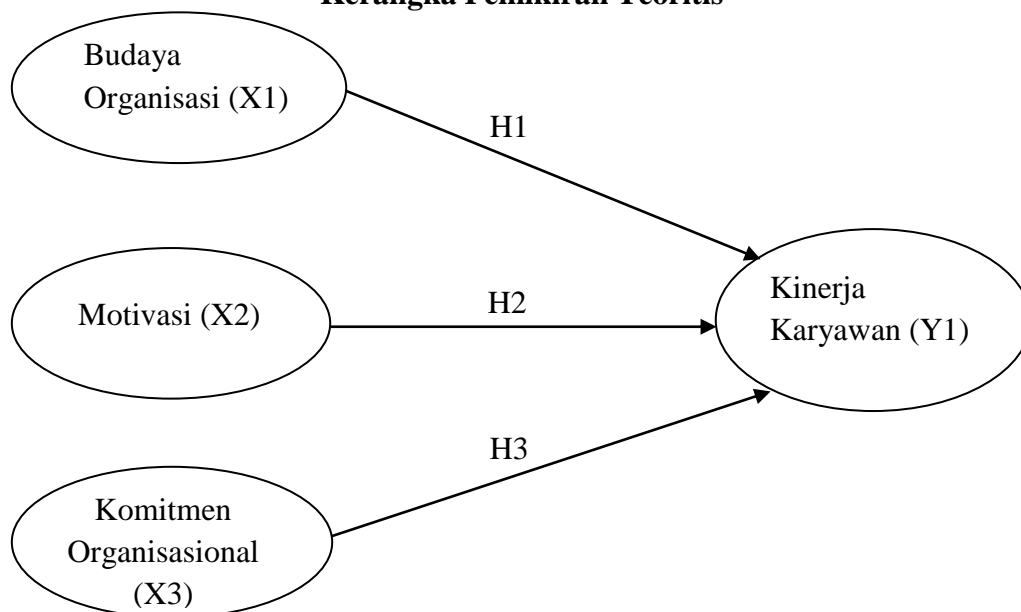 Kerangka Pemikiran Teoritis
Budaya
Organisasi (X1)
H1
Motivasi (X2)
H2
Kinerja
Karyawan (Y1)
H3
Komitmen
Organisasional
(X3)